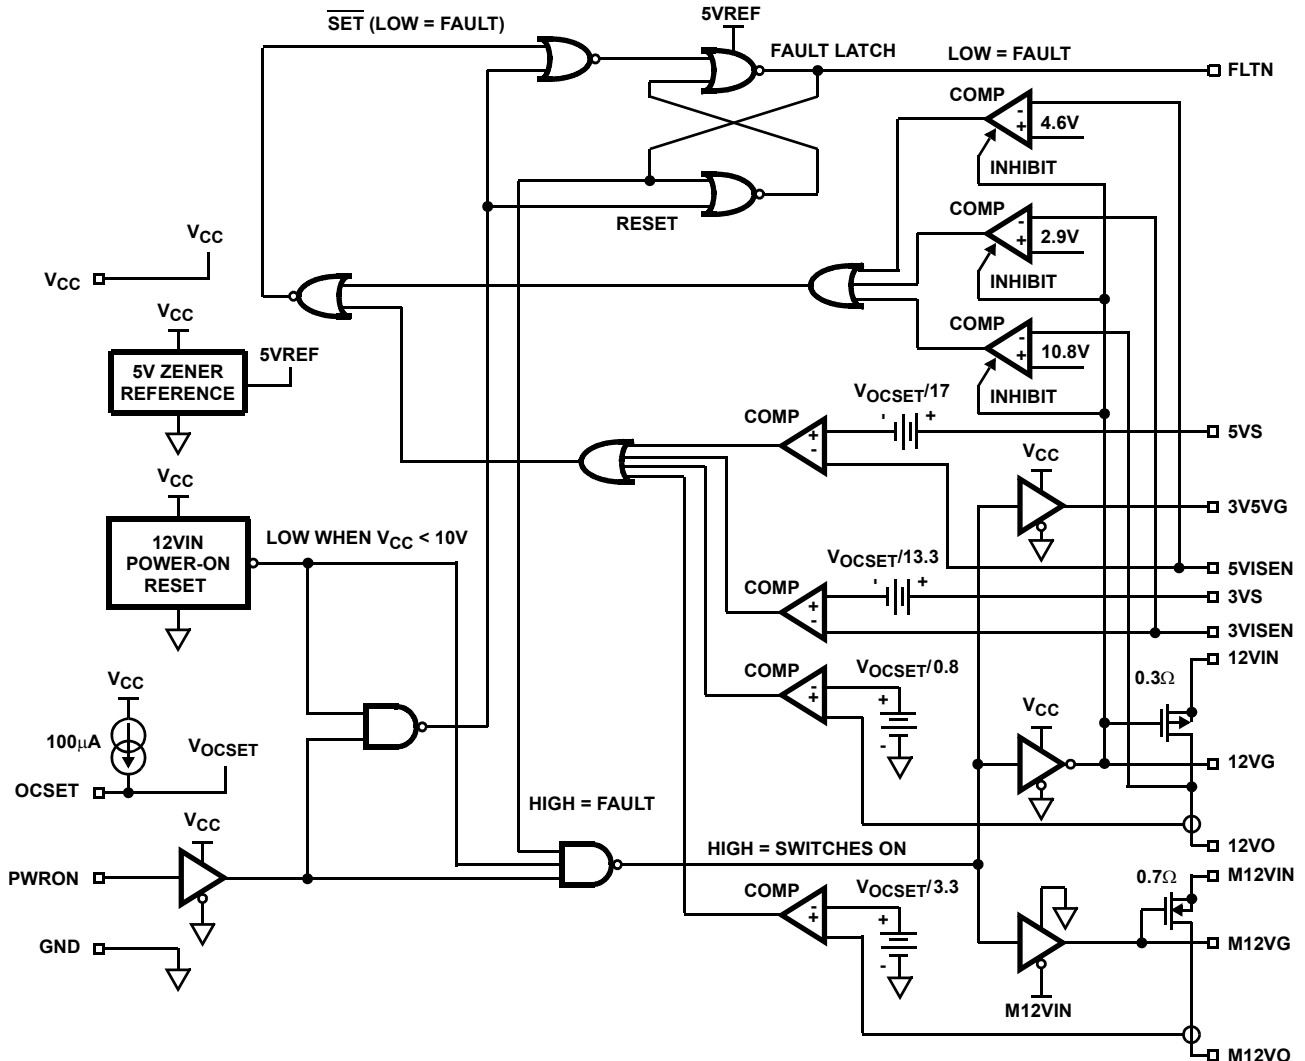 SET (LOW = FAULT)
5VREF
FAULT LATCH
LOW = FAULT
FLTN
COMP
-
+
4.6V
INHIBIT
RESET
COMP
-
+
2.9V
INHIBIT
VCC
VCC
COMP
-
+
10.8V
INHIBIT
VCC
5V ZENER
REFERENCE
5VREF
VOCSET/17
+
COMP
+
-
5VS
VCC
3V5VG
VCC
12VIN
POWER-ON
RESET
LOW WHEN VCC < 10V
VOCSET/13.3
+
5VISEN
COMP
+
-
3VS
3VISEN
12VIN
0.3Ω
VCC
100μA
VOCSET
OCSET
COMP
-
+
VOCSET/0.8
+
-
VCC
12VG
HIGH = FAULT
12VO
VCC
PWRON
HIGH = SWITCHES ON
M12VIN
0.7Ω
COMP
-
+
VOCSET/3.3
+
-
GND
M12VG
M12VIN
M12VO